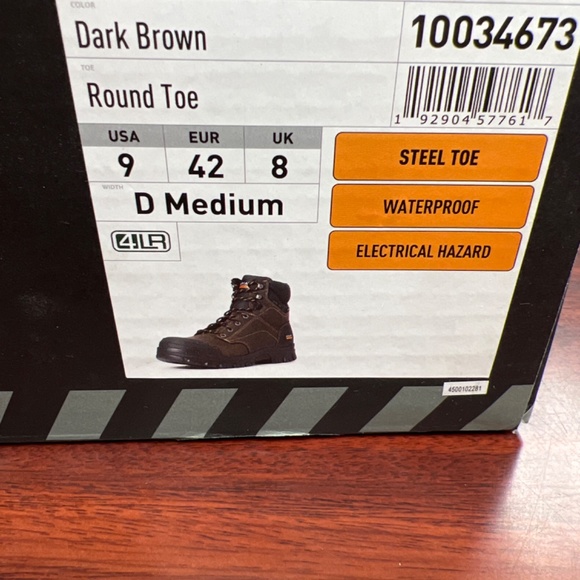 COLOR
Dark Brown
10034673
TOE
Round Toe
1 92904 57761 7
USA EUR UK
9 42 8
WIDTH
D Medium
STEEL TOE
WATERPROOF
ELECTRICAL HAZARD
4LR
4500102281